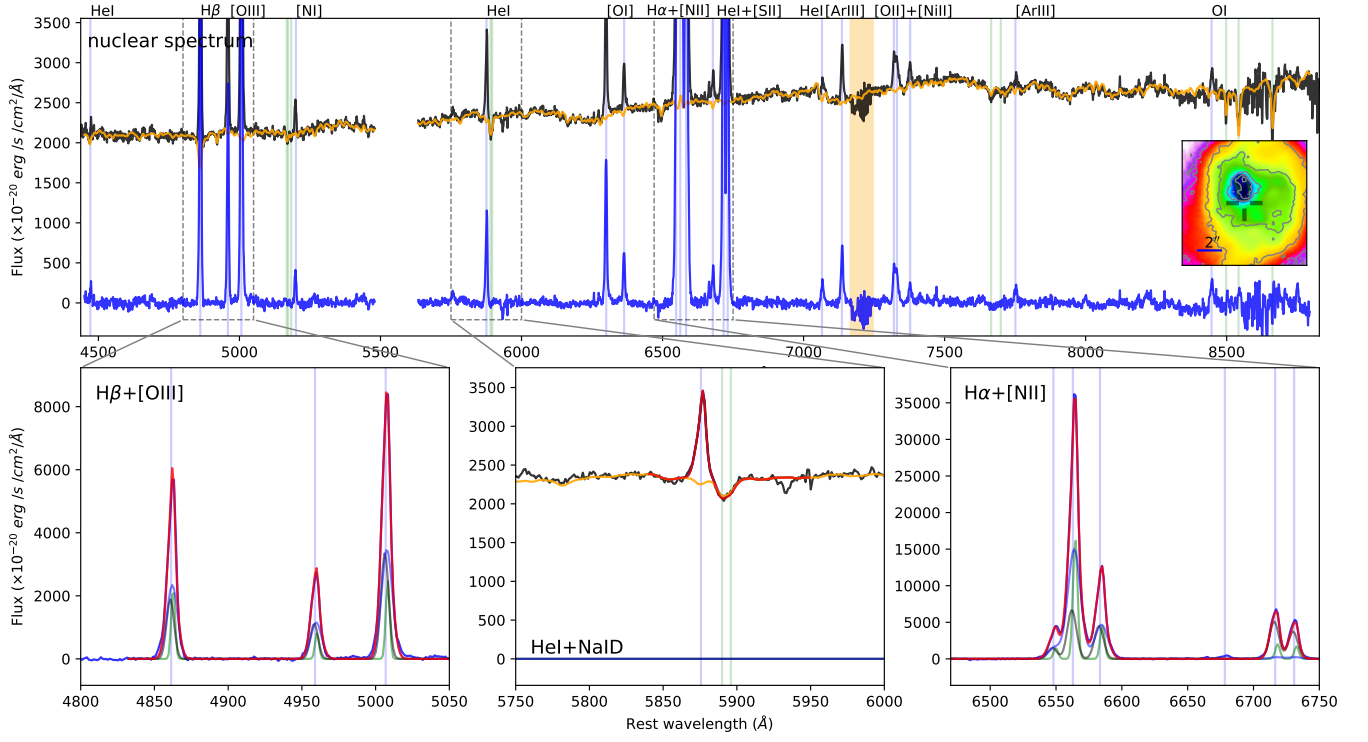 HeI Hβ [OIII] [NI] HeI [OI] Hα+[NII] HeI+[SII] HeI[ArIII] [OII]+[NiII] [ArIII] OI
nuclear spectrum
Flux (×10⁻²⁰ erg /s /cm²/Å)
3500
3000
2500
2000
1500
1000
500
0
2″
4500 5000 5500 6000 6500 7000 7500 8000 8500
Hβ+[OIII]
Flux (×10⁻²⁰ erg /s /cm²/Å)
8000
6000
4000
2000
0
4800 4850 4900 4950 5000 5050
3500
3000
2500
2000
1500
1000
500
0
HeI+NaID
5750 5800 5850 5900 5950 6000
Hα+[NII]
35000
30000
25000
20000
15000
10000
5000
0
6500 6550 6600 6650 6700 6750
Rest wavelength (Å)